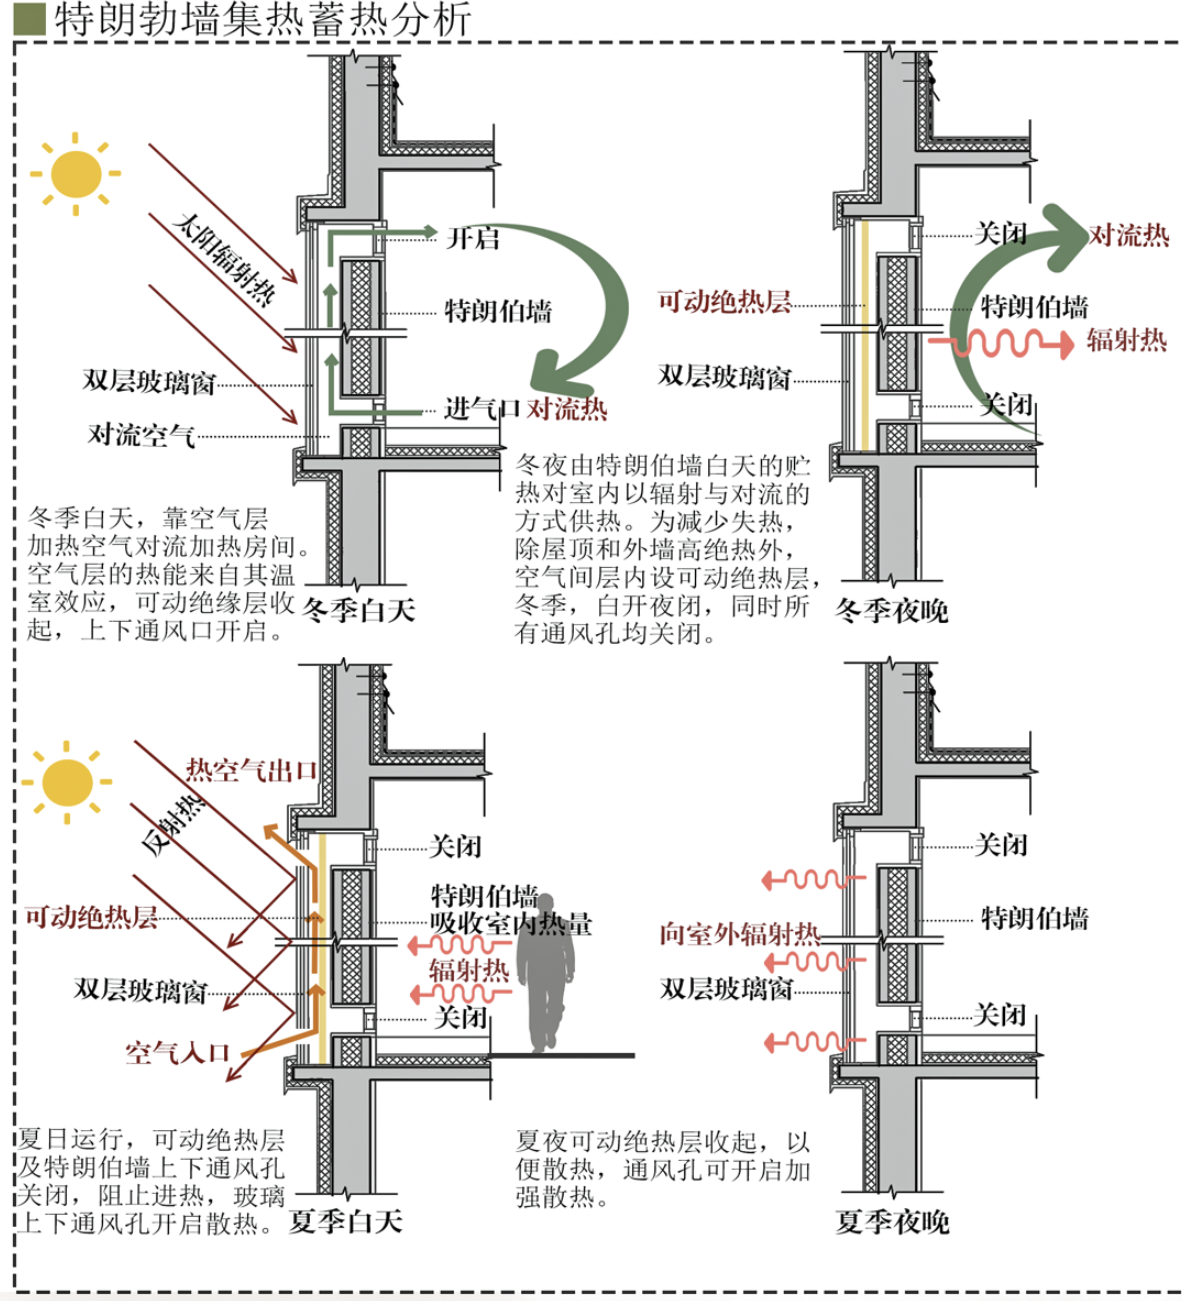 特朗勃墙集热蓄热分析
太阳辐射热
开启
特朗伯墙
双层玻璃窗
进气口
对流热
对流空气
冬季白天，靠空气层
加热空气对流加热房间。
空气层的热能来自其温
室效应，可动绝缘层收
起，上下通风口开启。
冬季白天
关闭
对流热
可动绝热层
特朗伯墙
辐射热
双层玻璃窗
关闭
冬夜由特朗伯墙白天的贮
热对室内以辐射与对流的
方式供热。为减少失热，
除屋顶和外墙高绝热外，
空气间层内设可动绝热层，
冬季，白开夜闭，同时所
有通风孔均关闭。
冬季夜晚
热空气出口
反射热
关闭
特朗伯墙
吸收室内热量
可动绝热层
辐射热
双层玻璃窗
关闭
空气入口
夏日运行，可动绝热层
及特朗伯墙上下通风孔
关闭，阻止进热，玻璃
上下通风孔开启散热。
夏季白天
关闭
特朗伯墙
向室外辐射热
双层玻璃窗
关闭
夏夜可动绝热层收起，以
便散热，通风孔可开启加
强散热。
夏季夜晚